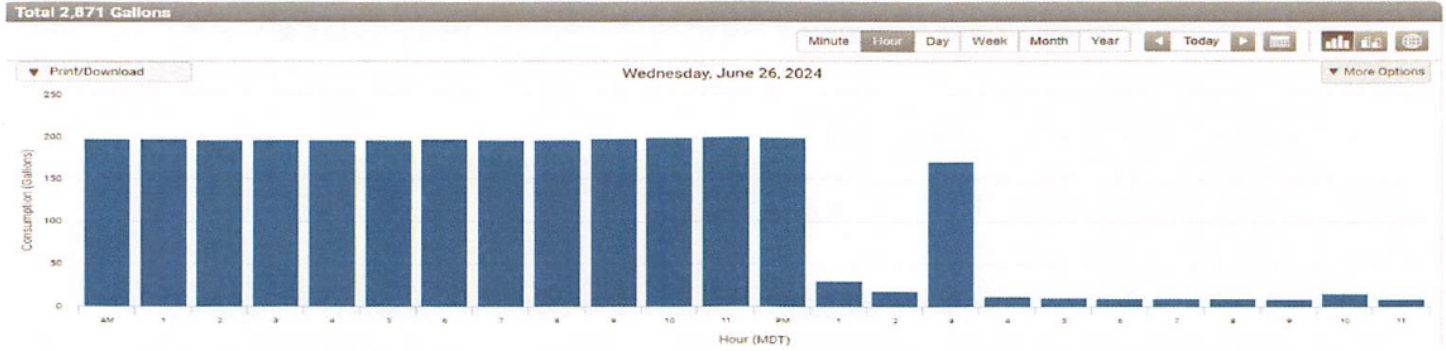 Total 2,871 Gallons
Minute Hour Day Week Month Year Today
Print/Download
Wednesday, June 26, 2024
More Options
250
200
150
100
50
0
Consumption (Gallons)
AM 1 2 3 4 5 6 7 8 9 10 11 PM 1 2 3 4 5 6 7 8 9 10 11
Hour (MDT)